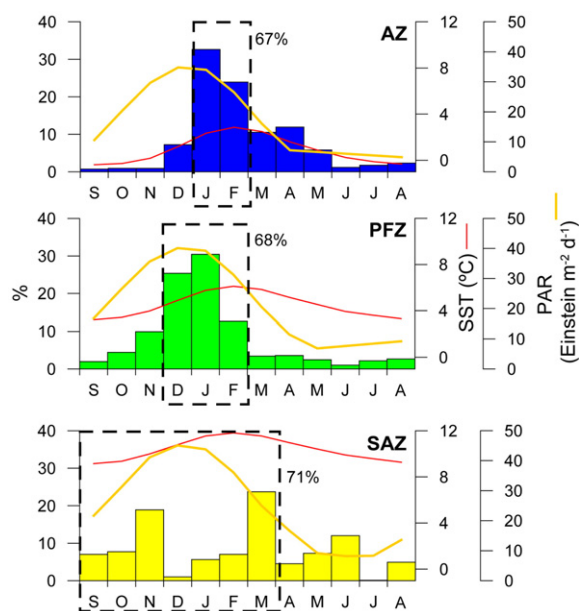 40 67% AZ 12 50
30 8 40
20 4 30
10 0 20
0 10
0
S O N D J F M A M J J A
40 68% PFZ 12 50
30 8 40
20 4 30
10 0 20
0 10
0
S O N D J F M A M J J A
%
SST (ºC)
PAR
(Einstein m-2 d-1)
40 71% SAZ 12 50
30 8 40
20 4 30
10 0 20
0 10
0
S O N D J F M A M J J A